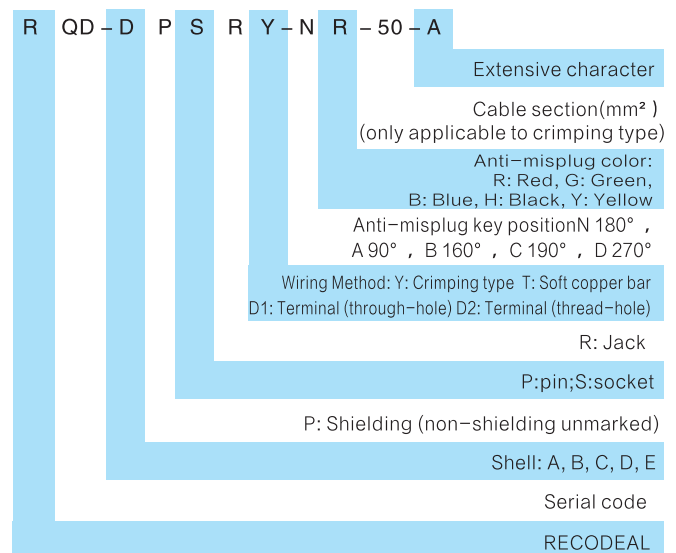 R QD-D P S R Y-N R-50-A
Extensive character
Cable section(mm²)
(only applicable to crimping type)
Anti-misplug color:
R: Red, G: Green,
B: Blue, H: Black, Y: Yellow
Anti-misplug key positionN 180°,
A 90°, B 160°, C 190°, D 270°
Wiring Method: Y: Crimping type T: Soft copper bar
D1: Terminal (through-hole) D2: Terminal (thread-hole)
R: Jack
P:pin;S:socket
P: Shielding (non-shielding unmarked)
Shell: A, B, C, D, E
Serial code
RECODEAL